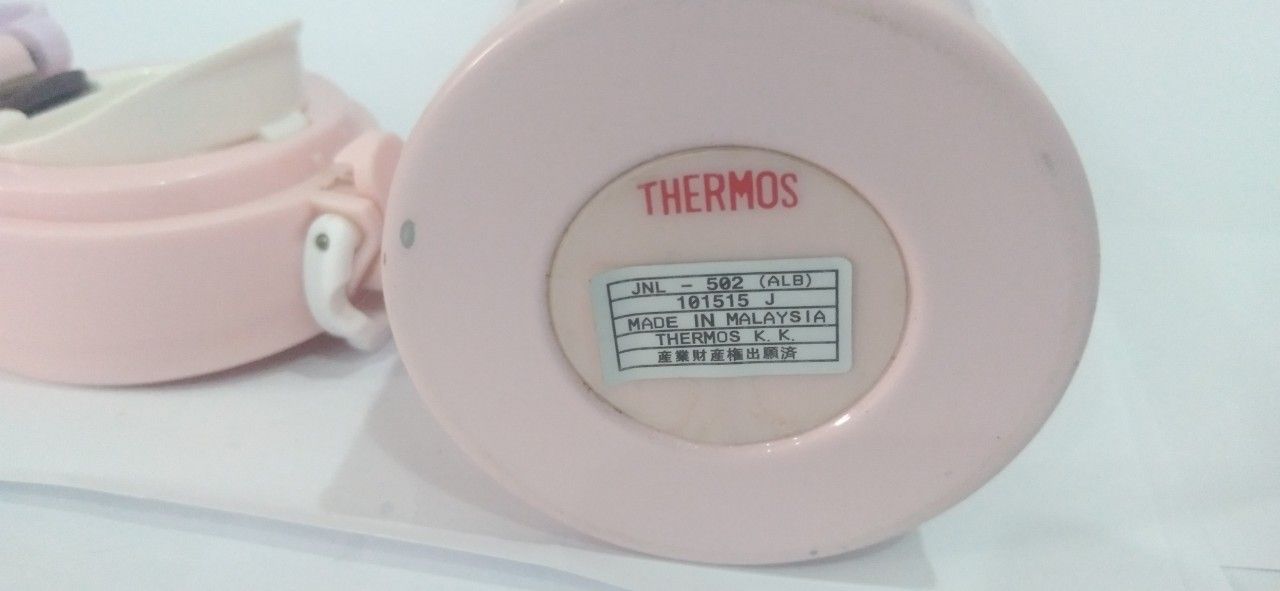 THERMOS
JNL - 502 (ALB)
101515 J
MADE IN MALAYSIA
THERMOS K.K.
産業財産権出願済